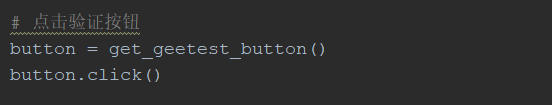 # 点击验证按钮
button = get_geetest_button()
button.click()